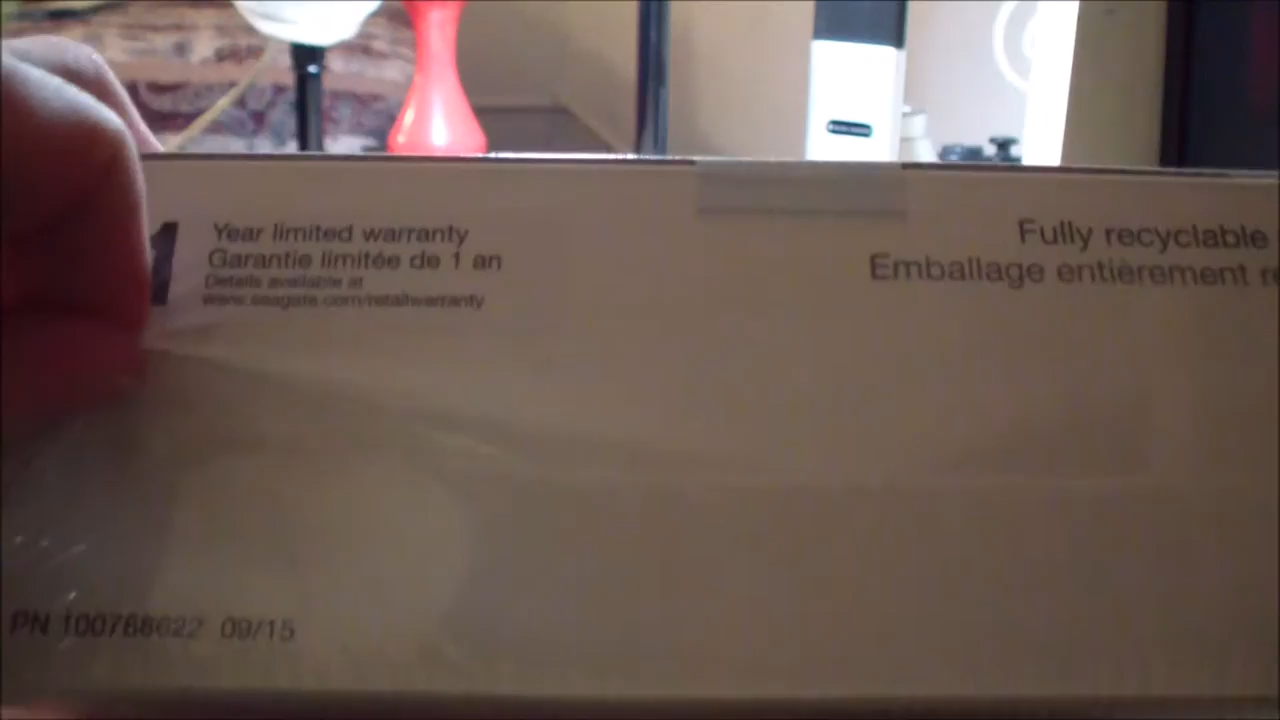 1
Year limited warranty
Garantie limitée de 1 an
Details available at
www.seagate.com/retailwarranty
Fully recyclable
Emballage entièrement
PN 100768622 09/15